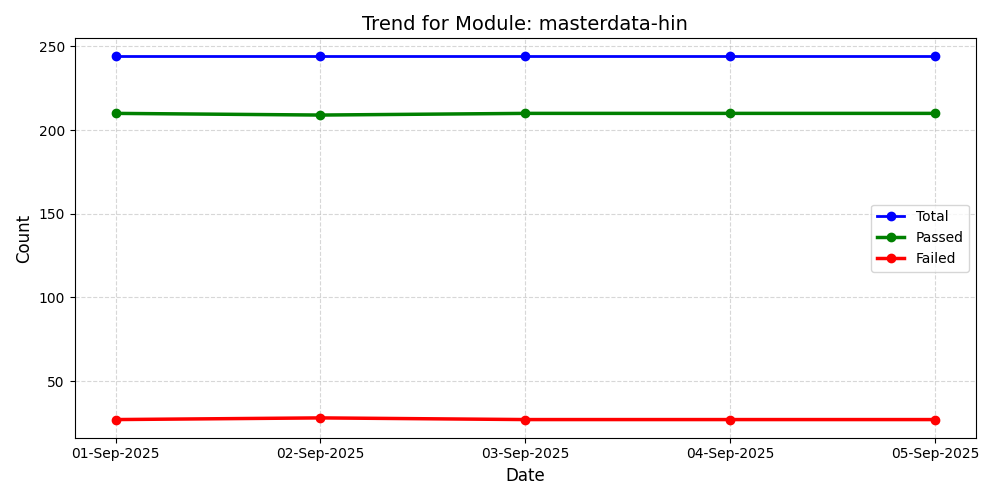 Trend for Module: masterdata-hin
250
200
150
100
50
Count
Total
Passed
Failed
01-Sep-2025
02-Sep-2025
03-Sep-2025
04-Sep-2025
05-Sep-2025
Date